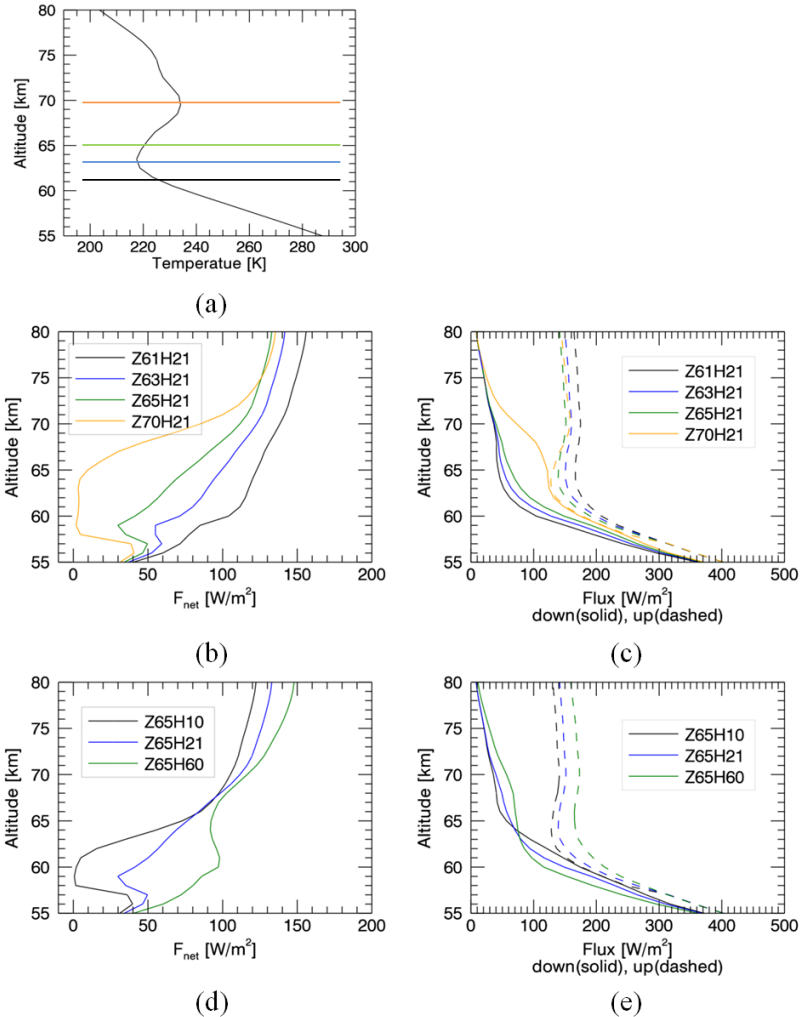 80
75
70
65
60
55
Altitude [km]
200 220 240 260 280 300
Temperatue [K]
(a)
80
75
70
65
60
55
Altitude [km]
Z61H21
Z63H21
Z65H21
Z70H21
0 50 100 150 200
F_net [W/m²]
(b)
80
75
70
65
60
55
Altitude [km]
Z61H21
Z63H21
Z65H21
Z70H21
0 100 200 300 400 500
Flux [W/m²]
down(solid), up(dashed)
(c)
80
75
70
65
60
55
Altitude [km]
Z65H10
Z65H21
Z65H60
0 50 100 150 200
F_net [W/m²]
(d)
80
75
70
65
60
55
Altitude [km]
Z65H10
Z65H21
Z65H60
0 100 200 300 400 500
Flux [W/m²]
down(solid), up(dashed)
(e)